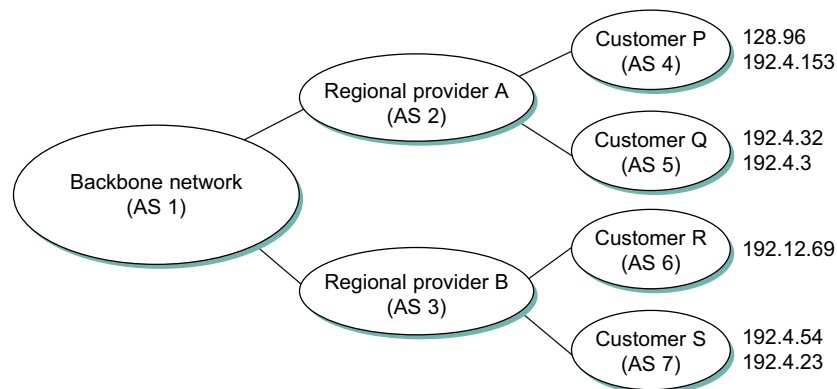 Customer P
(AS 4)
128.96
192.4.153
Regional provider A
(AS 2)
Customer Q
(AS 5)
192.4.32
192.4.3
Backbone network
(AS 1)
Customer R
(AS 6)
192.12.69
Regional provider B
(AS 3)
Customer S
(AS 7)
192.4.54
192.4.23